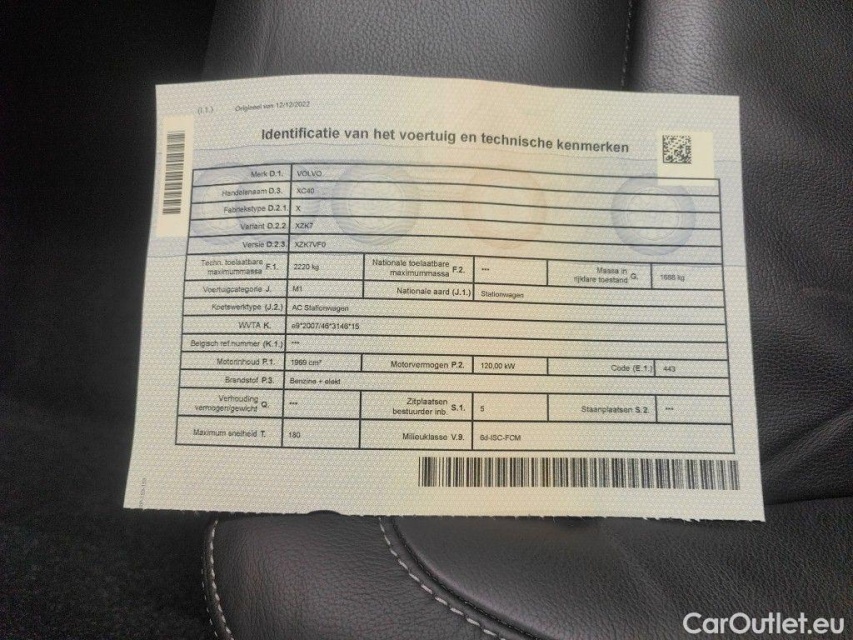 (I.1.) Origineel van 12/12/2022
Identificatie van het voertuig en technische kenmerken
Merk D.1. VOLVO
Handelsnaam D.3. XC40
Fabriekstype D.2.1. X
Variant D.2.2. XZK7
Versie D.2.3. XZK7VF0
Techn. toelaatbare maximummassa F.1. 2220 kg Nationale toelaatbare maximummassa F.2. --- Massa in rijklare toestand G. 1686 kg
Voertuigcategorie J. M1 Nationale aard (J.1.) Stationwagen
Koetswerktype (J.2.) AC Stationwagen
WVTA K. e9*2007/46*3146*15
Belgisch ref nummer (K.1.) ---
Motorinhoud P.1. 1969 cm³ Motorvermogen P.2. 120,00 kW Code (E.1.) 443
Brandstof P.3. Benzine + elekt
Verhouding vermogen/gewicht Q. --- Zitplaatsen bestuurder inb. S.1. 5 Staanplaatsen S.2. ---
Maximum snelheid T. 180 Milieuklasse V.9. 6d-ISC-FCM
CarOutlet.eu